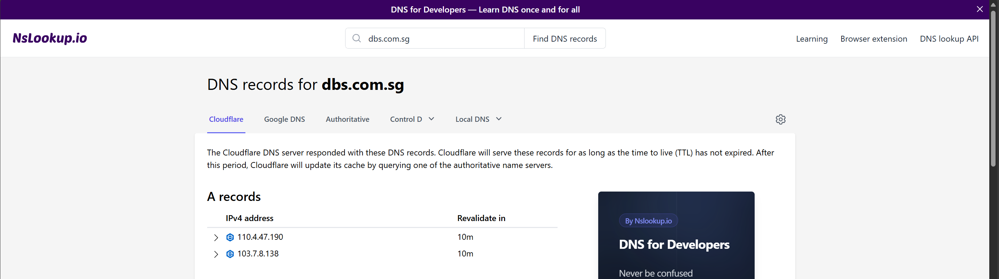 DNS for Developers — Learn DNS once and for all
NsLookup.io
dbs.com.sg
Find DNS records
Learning
Browser extension
DNS lookup API
DNS records for dbs.com.sg
Cloudflare
Google DNS
Authoritative
Control D
Local DNS
The Cloudflare DNS server responded with these DNS records. Cloudflare will serve these records for as long as the time to live (TTL) has not expired. After
this period, Cloudflare will update its cache by querying one of the authoritative name servers.
A records
IPv4 address
Revalidate in
110.4.47.190
10m
103.7.8.138
10m
By Nslookup.io
DNS for Developers
Never be confused